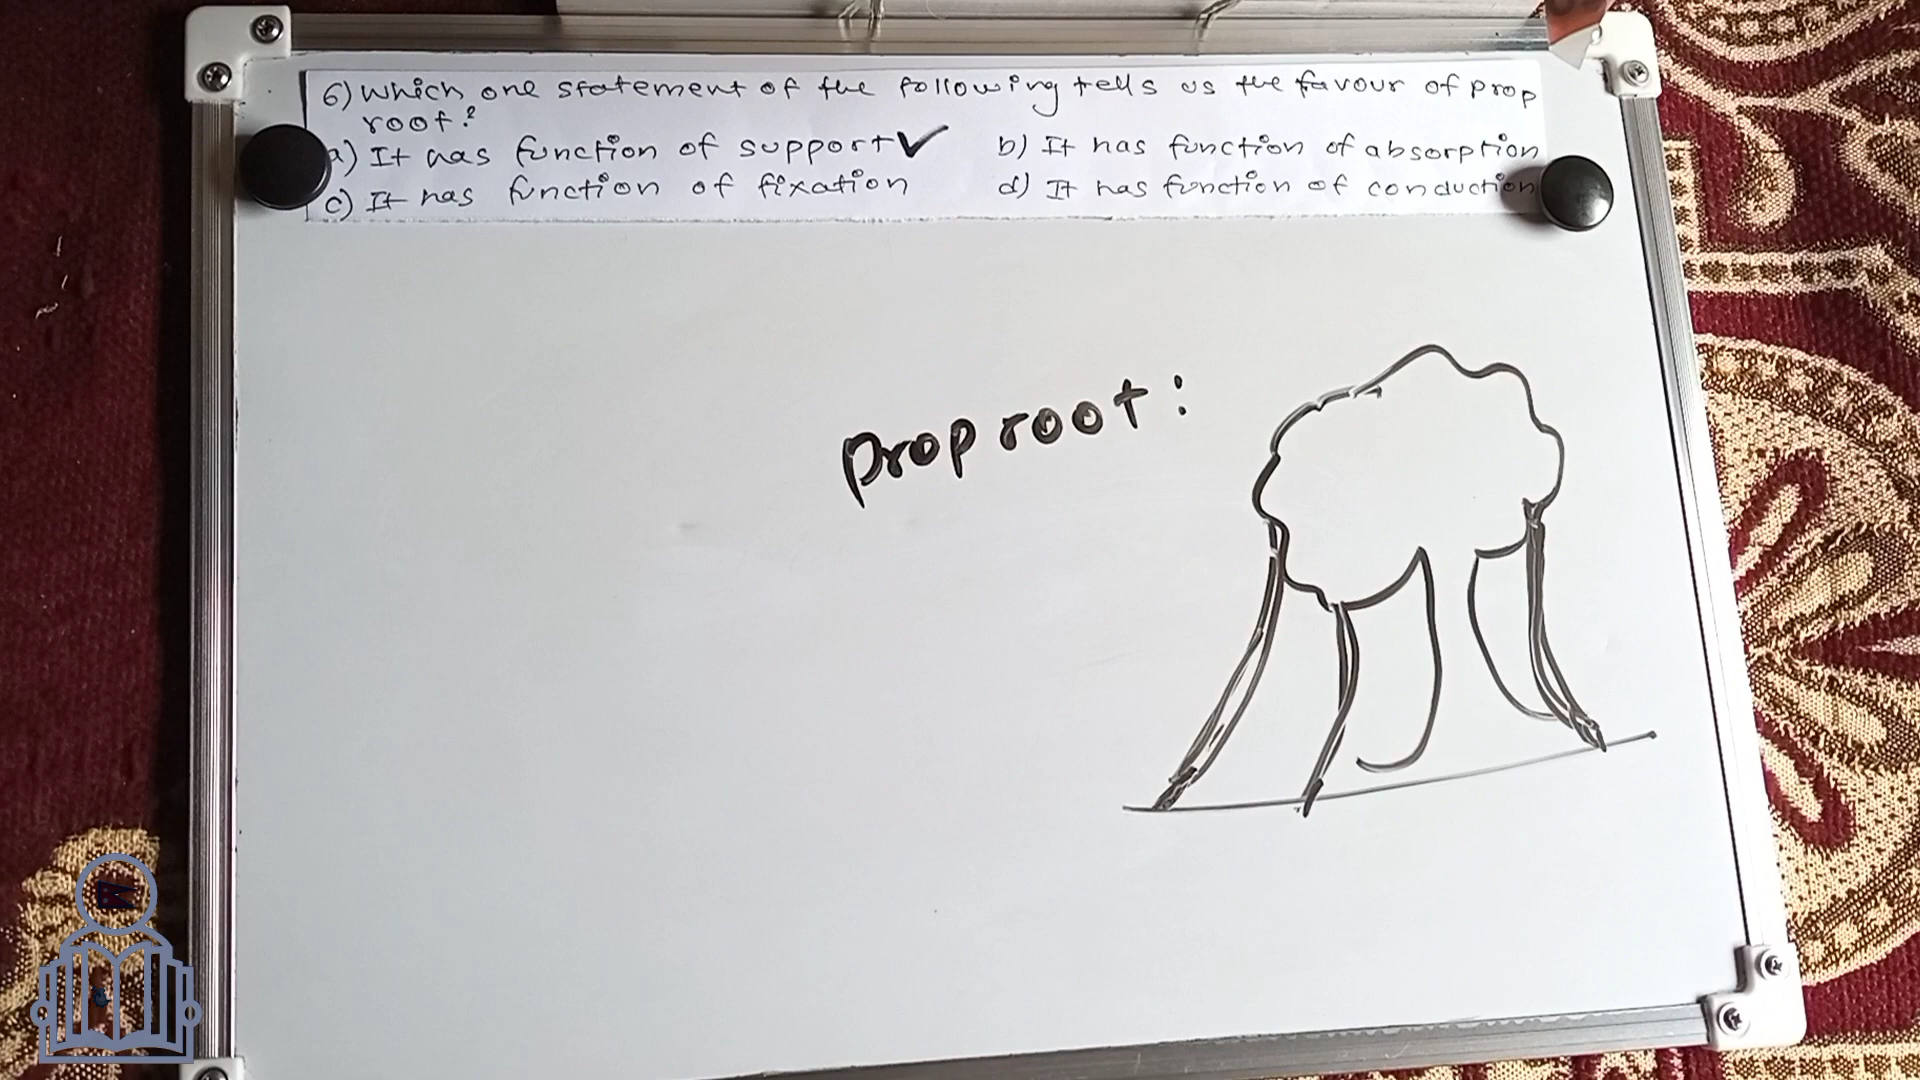 6) Which one statement of the following tells us the favour of prop
root?
a) It has function of support✓ b) It has function of absorption
c) It has function of fixation d) It has function of conduction
prop root: